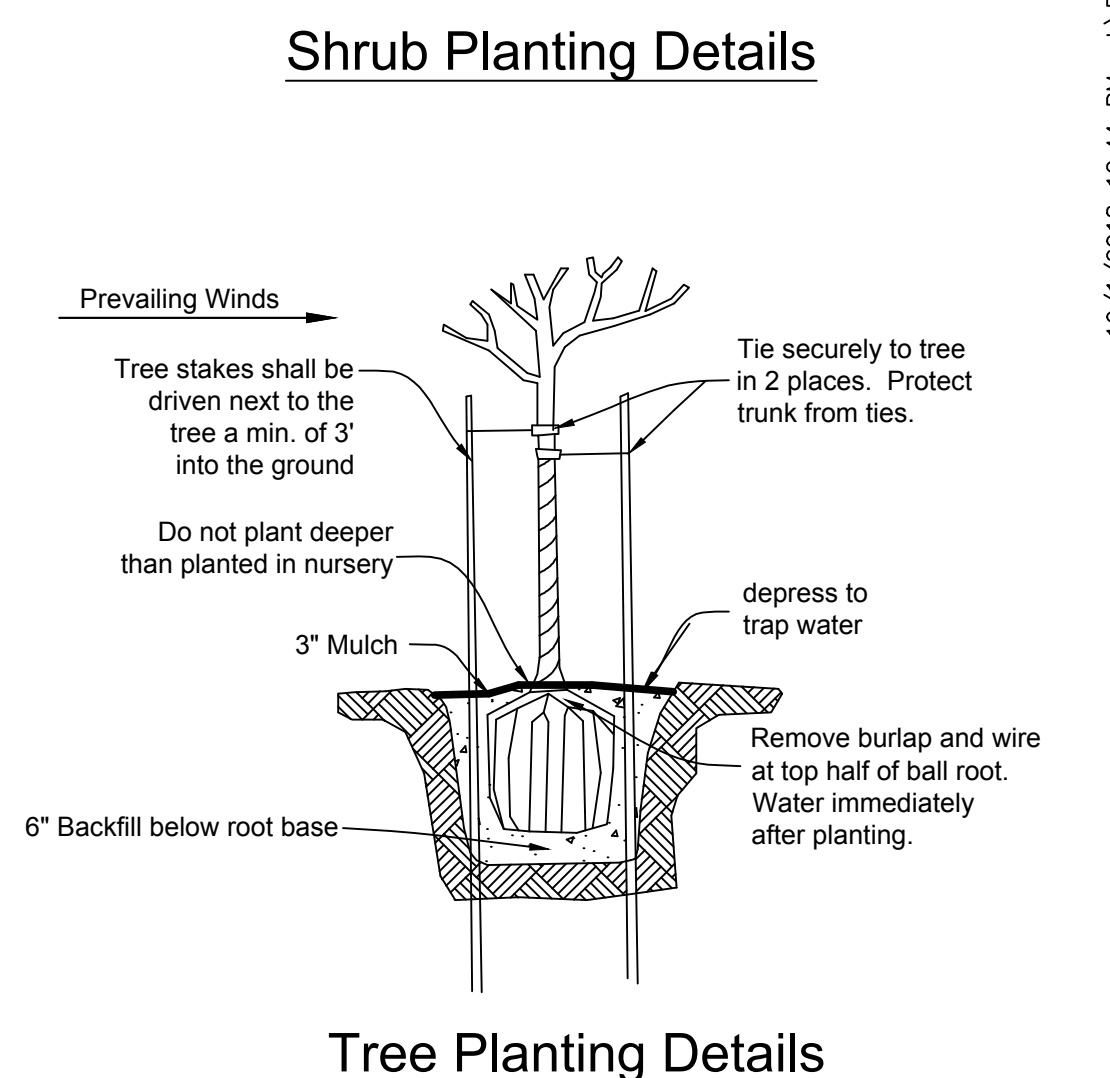 Shrub Planting Details
Prevailing Winds
Tree stakes shall be
driven next to the
tree a min. of 3'
into the ground
Tie securely to tree
in 2 places. Protect
trunk from ties.
Do not plant deeper
than planted in nursery
depress to
trap water
3" Mulch
Remove burlap and wire
at top half of ball root.
Water immediately
after planting.
6" Backfill below root base
Tree Planting Details